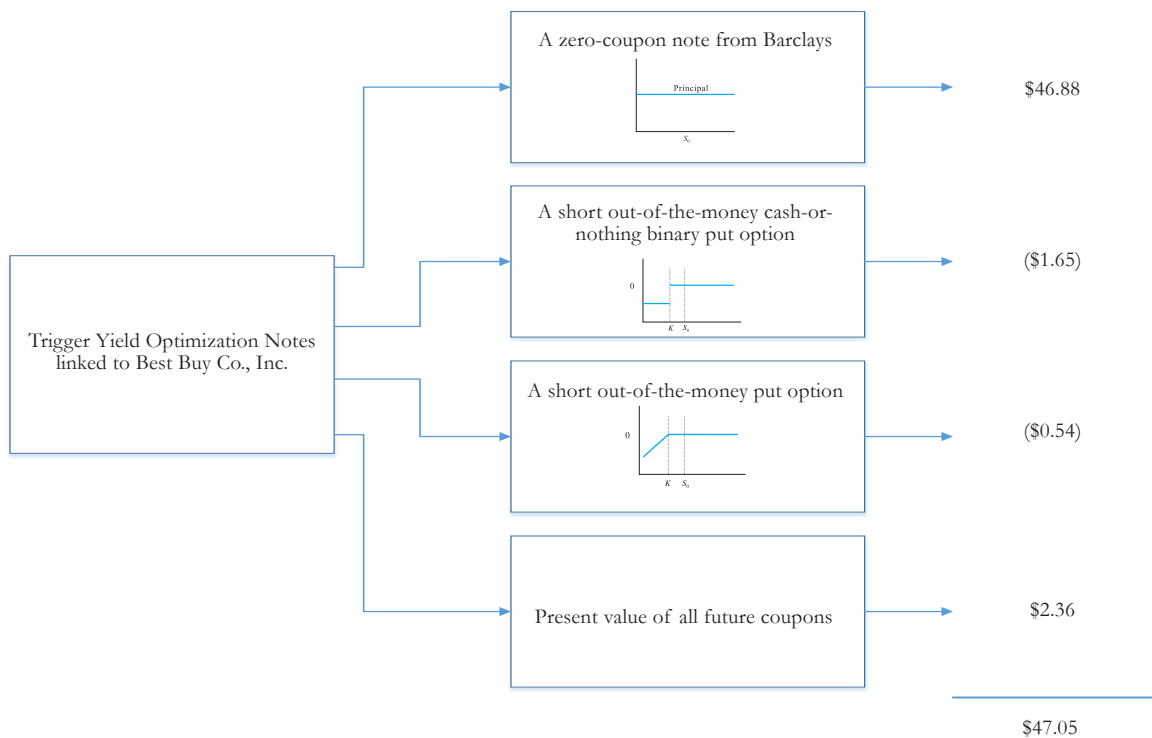 A zero-coupon note from Barclays
Principal
S0
$46.88
A short out-of-the-money cash-or-
nothing binary put option
0
K S0
($1.65)
Trigger Yield Optimization Notes
linked to Best Buy Co., Inc.
A short out-of-the-money put option
0
K S0
($0.54)
Present value of all future coupons
$2.36
$47.05